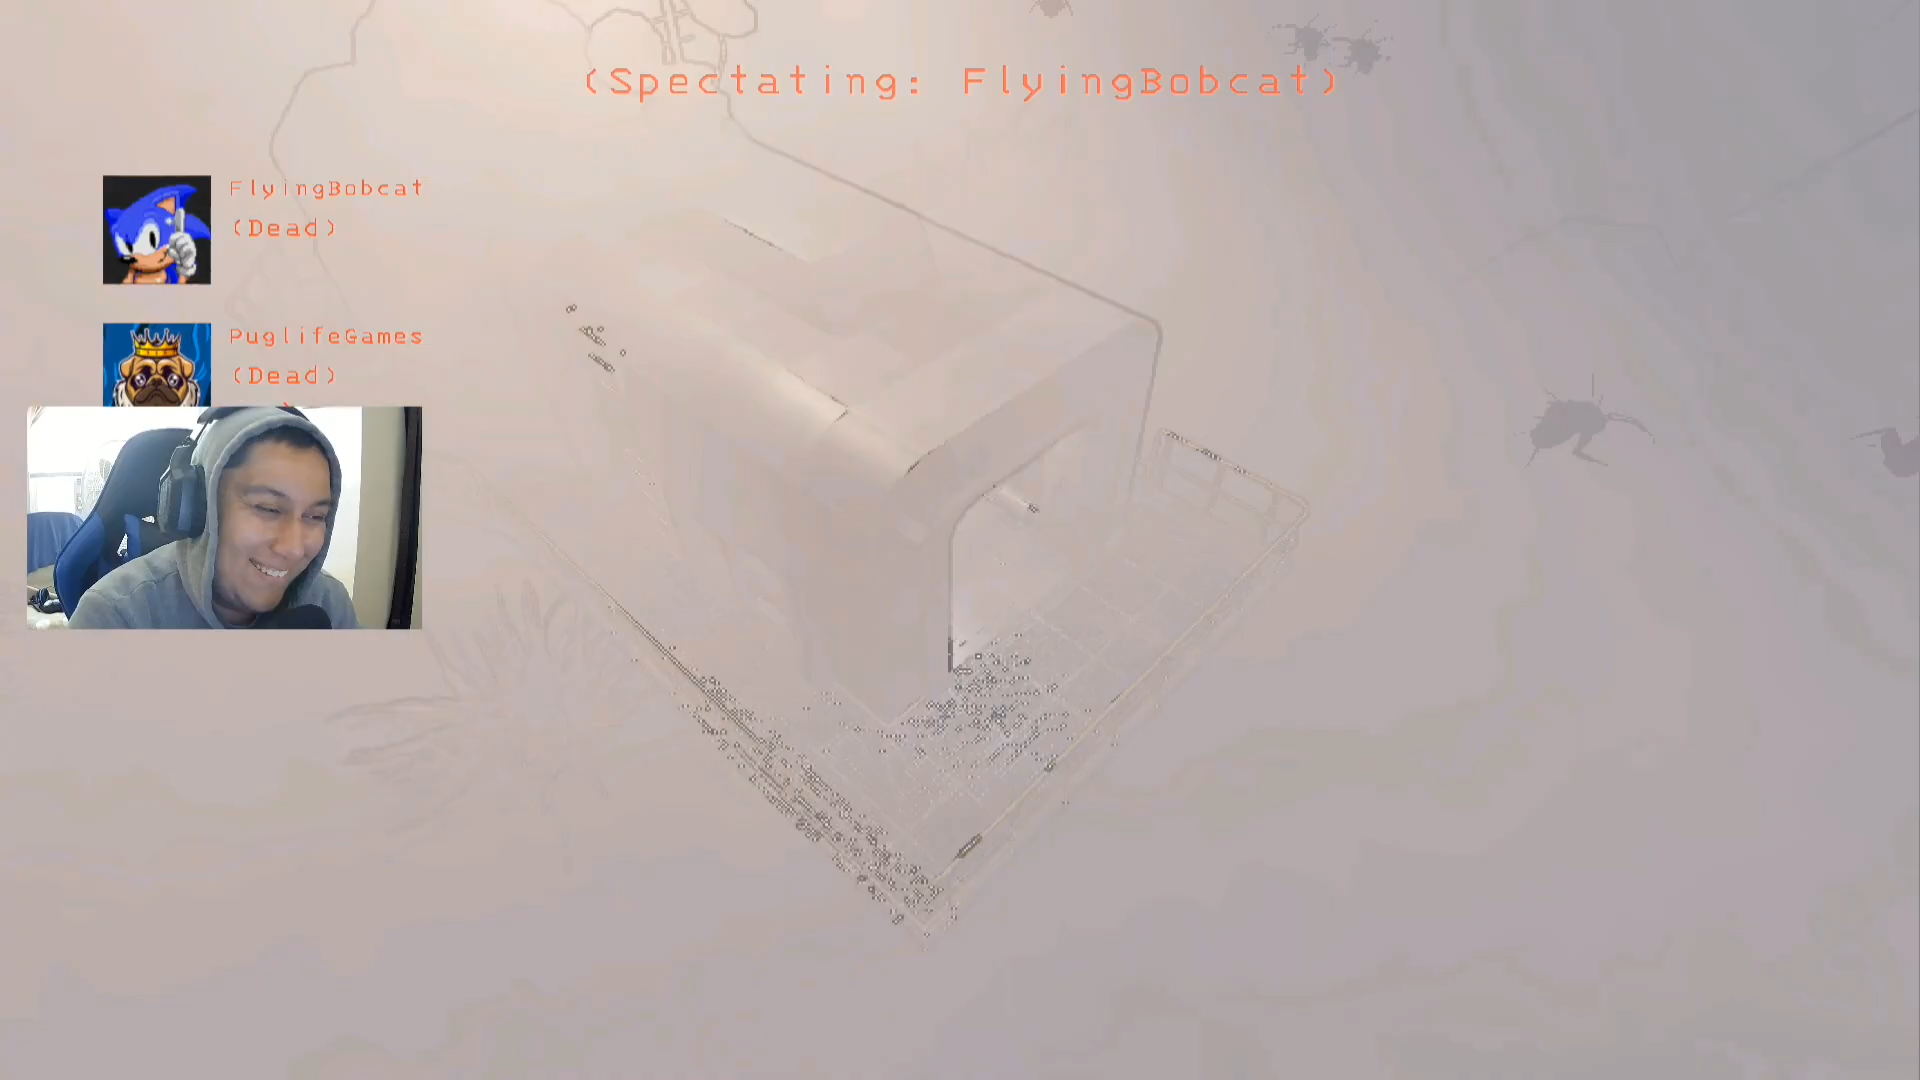 (Spectating: FlyingBobcat)
FlyingBobcat
(Dead)
PuglifeGames
(Dead)